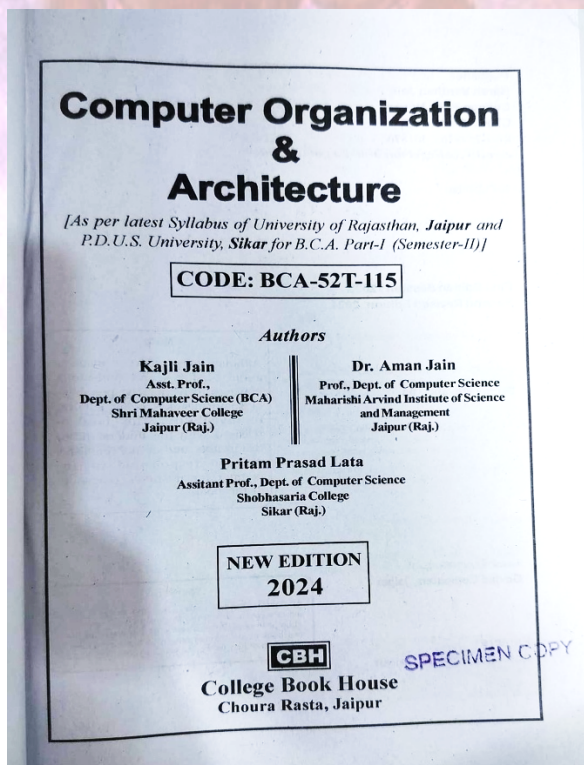 Computer Organization
&
Architecture
[As per latest Syllabus of University of Rajasthan, Jaipur and
P.D.U.S. University, Sikar for B.C.A. Part-I (Semester-II)]
CODE: BCA-52T-115
Authors
Kajli Jain
Asst. Prof.,
Dept. of Computer Science (BCA)
Shri Mahaveer College
Jaipur (Raj.)
Dr. Aman Jain
Prof., Dept. of Computer Science
Maharishi Arvind Institute of Science
and Management
Jaipur (Raj.)
Pritam Prasad Lata
Assitant Prof., Dept. of Computer Science
Shobhasaria College
Sikar (Raj.)
NEW EDITION
2024
CBH
SPECIMEN COPY
College Book House
Choura Rasta, Jaipur